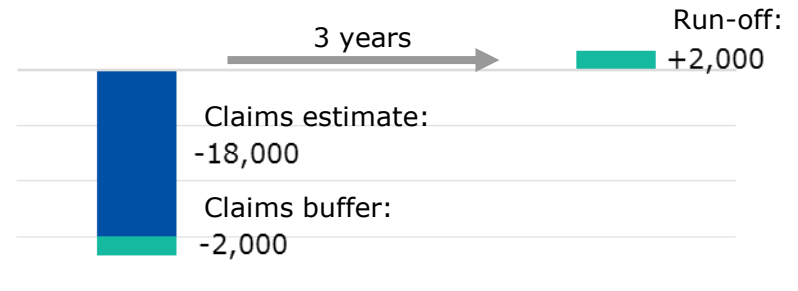 3 years
Run-off:
+2,000
Claims estimate:
-18,000
Claims buffer:
-2,000